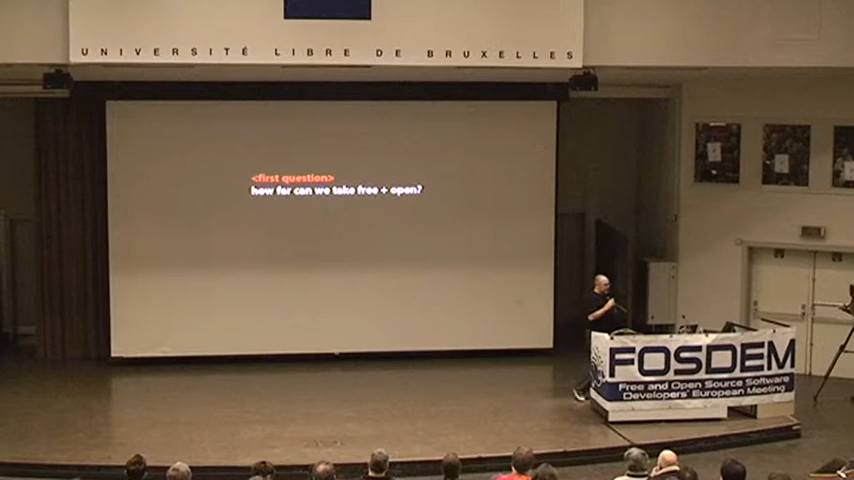 UNIVERSITÉ LIBRE DE BRUXELLES
<first question>
how far can we take free + open?
FOSDEM
Free and Open Source Software
Developers' European Meeting